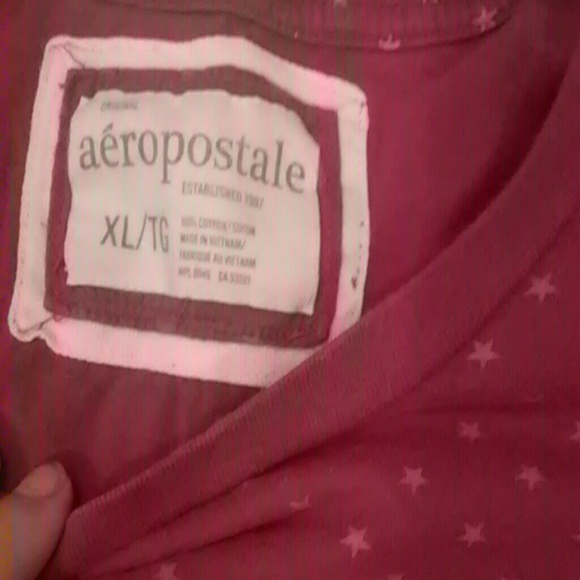 ORIGINAL
aéropostale
ESTABLISHED 1987
XL/TG
100% COTTON/COTON
MADE IN VIETNAM/
FABRIQUÉ AU VIETNAM